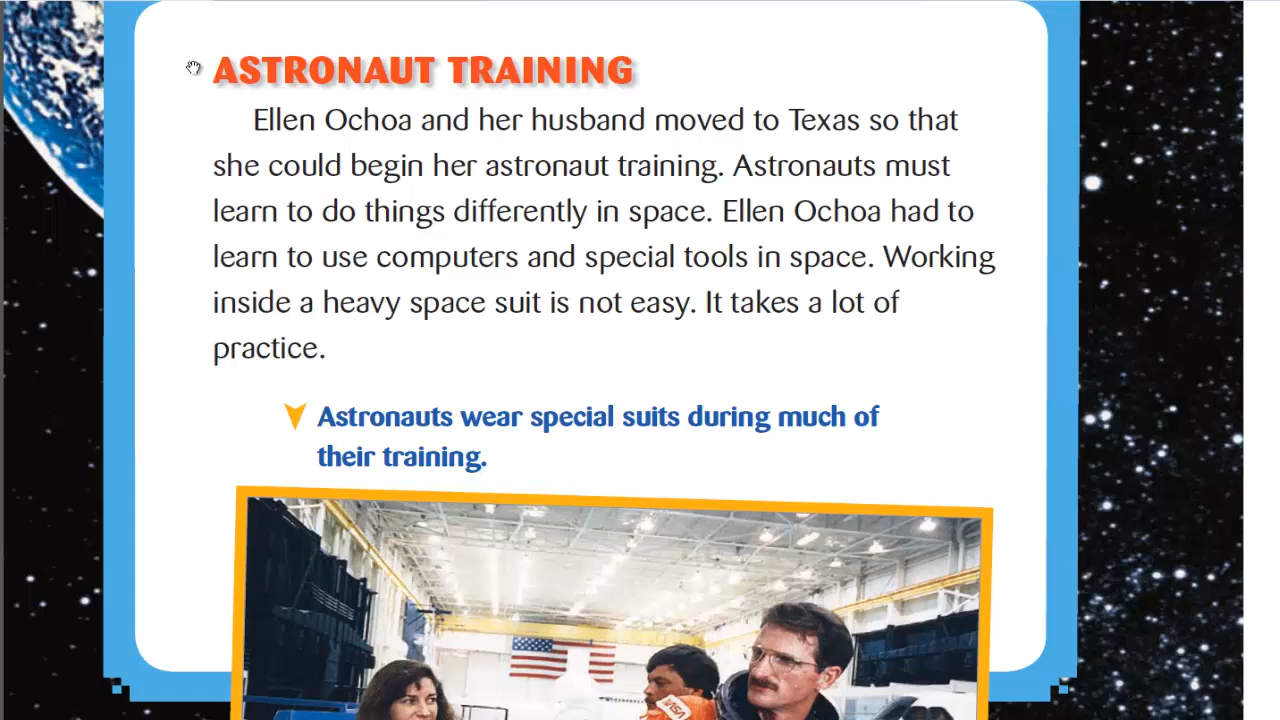 ASTRONAUT TRAINING
Ellen Ochoa and her husband moved to Texas so that
she could begin her astronaut training. Astronauts must
learn to do things differently in space. Ellen Ochoa had to
learn to use computers and special tools in space. Working
inside a heavy space suit is not easy. It takes a lot of
practice.
Astronauts wear special suits during much of
their training.
NASA